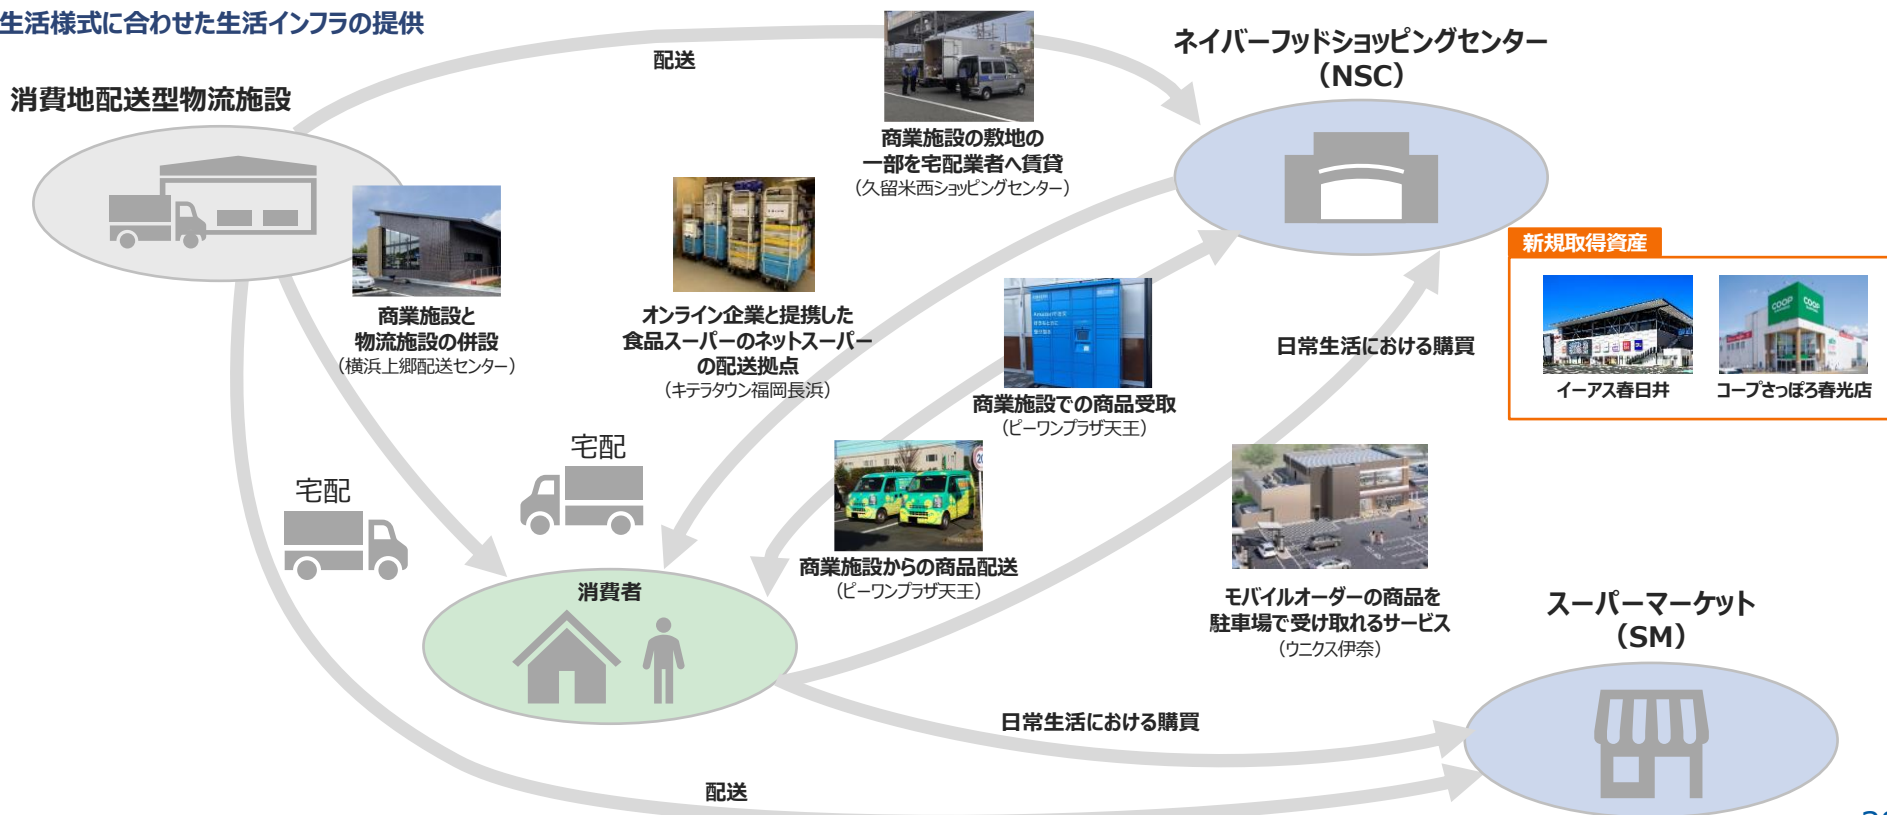 生活様式に合わせた生活インフラの提供
消費地配送型物流施設
配送
ネイバーフッドショッピングセンター
（NSC）
商業施設の敷地の
一部を宅配業者へ賃貸
（久留米西ショッピングセンター）
商業施設と
物流施設の併設
（横浜上郷配送センター）
オンライン企業と提携した
食品スーパーのネットスーパー
の配送拠点
（キテラタウン福岡長浜）
商業施設での商品受取
（ピーワンプラザ天王）
日常生活における購買
新規取得資産
COOP
イーアス春日井
コープさっぽろ春光店
宅配
宅配
商業施設からの商品配送
（ピーワンプラザ天王）
消費者
モバイルオーダーの商品を
駐車場で受け取れるサービス
（ウニクス伊奈）
スーパーマーケット
（SM）
日常生活における購買
配送